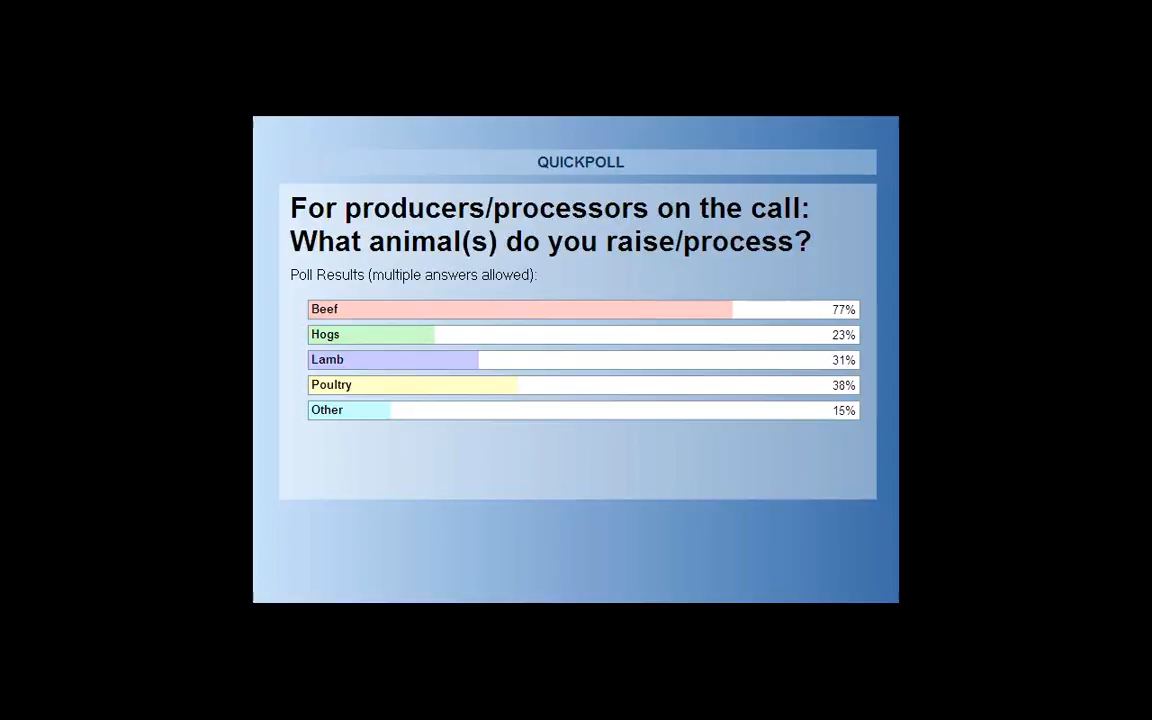 QUICKPOLL
For producers/processors on the call:
What animal(s) do you raise/process?
Poll Results (multiple answers allowed):
Beef 77%
Hogs 23%
Lamb 31%
Poultry 38%
Other 15%